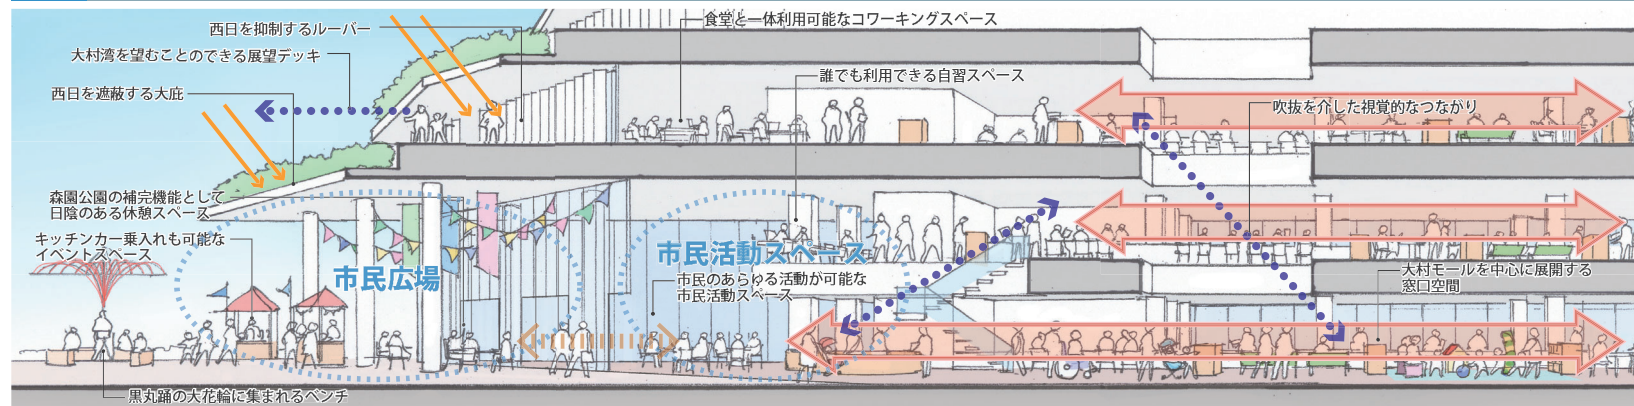 西日を抑制するルーバー
食堂と一体利用可能なコワーキングスペース
大村湾を望むことのできる展望デッキ
誰でも利用できる自習スペース
西日を遮蔽する大庇
吹抜を介した視覚的なつながり
森園公園の補完機能として
日陰のある休憩スペース
キッチンカー乗入れも可能な
イベントスペース
市民広場
市民活動スペース
市民のあらゆる活動が可能な
市民活動スペース
大村モールを中心に展開する
窓口空間
黒丸踊の大花輪に集まれるベンチ